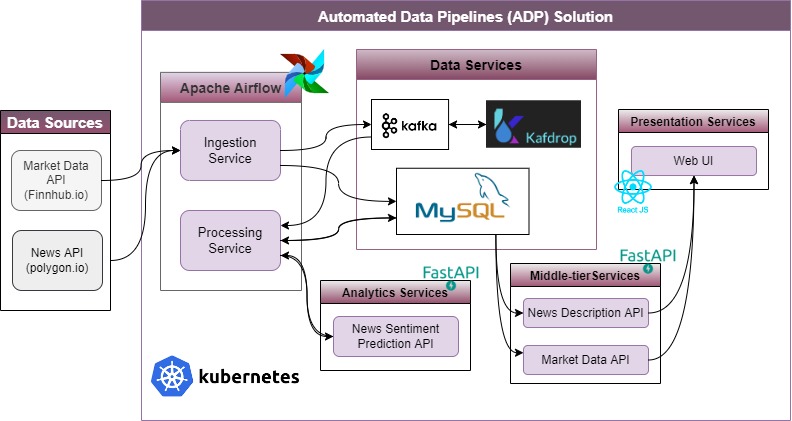 Automated Data Pipelines (ADP) Solution
Data Sources
Market Data
API
(Finnhub.io)
News API
(polygon.io)
Apache Airflow
Ingestion
Service
Processing
Service
Data Services
kafka
Kafdrop
MySQL
Presentation Services
Web UI
React JS
FastAPI
Analytics Services
News Sentiment
Prediction API
FastAPI
Middle-tierServices
News Description API
Market Data API
kubernetes